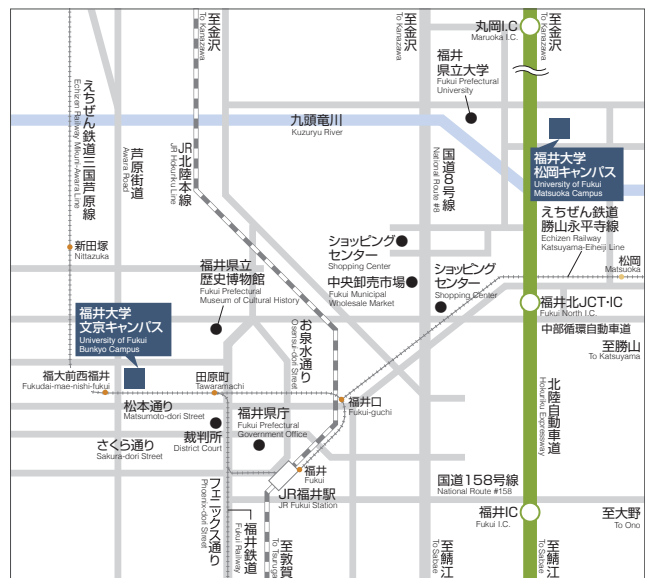 至金沢
To Kanazawa
至金沢
To Kanazawa
丸岡I.C
Maruoka I.C.
至金沢
To Kanazawa
福井
県立大学
Fukui Prefectural
University
えちぜん鉄道三国芦原線
Echizen Railway Mikuni-Awara Line
芦原街道
Awara Road
JR北陸本線
JR Hokuriku Line
九頭竜川
Kuzuryu River
国道8号線
National Route #8
福井大学
松岡キャンパス
University of Fukui
Matsuoka Campus
えちぜん鉄道
勝山永平寺線
Echizen Railway
Katsuyama-Eiheiji Line
新田塚
Nittazuka
ショッピング
センター
Shopping Center
松岡
Matsuoka
福井県立
歴史博物館
Fukui Prefectural
Museum of Cultural History
中央卸売市場
Fukui Municipal
Wholesale Market
ショッピング
センター
Shopping Center
福井北JCT・IC
Fukui North I.C.
福井大学
文京キャンパス
University of Fukui
Bunkyo Campus
お泉水通り
Osensui-dori Street
中部循環自動車道
至勝山
To Katsuyama
福大前西福井
Fukudai-mae-nishi-fukui
田原町
Tawaramachi
福井口
Fukui-guchi
北陸自動車道
Hokuriku Expressway
松本通り
Matsumoto-dori Street
福井県庁
Fukui Prefectural
Government Office
さくら通り
Sakura-dori Street
裁判所
District Court
福井
Fukui
JR福井駅
JR Fukui Station
国道158号線
National Route #158
フェニックス通り
Phoenix-dori Street
福井鉄道
Fukui Railway
至敦賀
To Tsuruga
福井IC
Fukui I.C.
至大野
To Ono
至鯖江
To Sabae
至鯖江
To Sabae